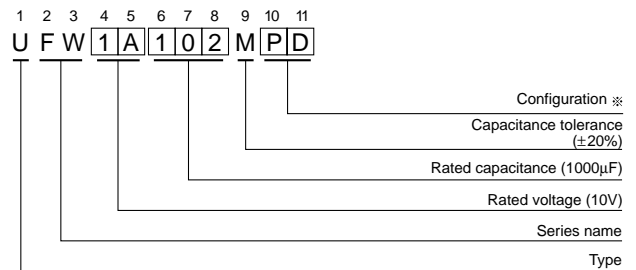 1 2 3 4 5 6 7 8 9 10 11
U F W 1 A 1 0 2 M P D
Configuration ※
Capacitance tolerance
(±20%)
Rated capacitance (1000µF)
Rated voltage (10V)
Series name
Type